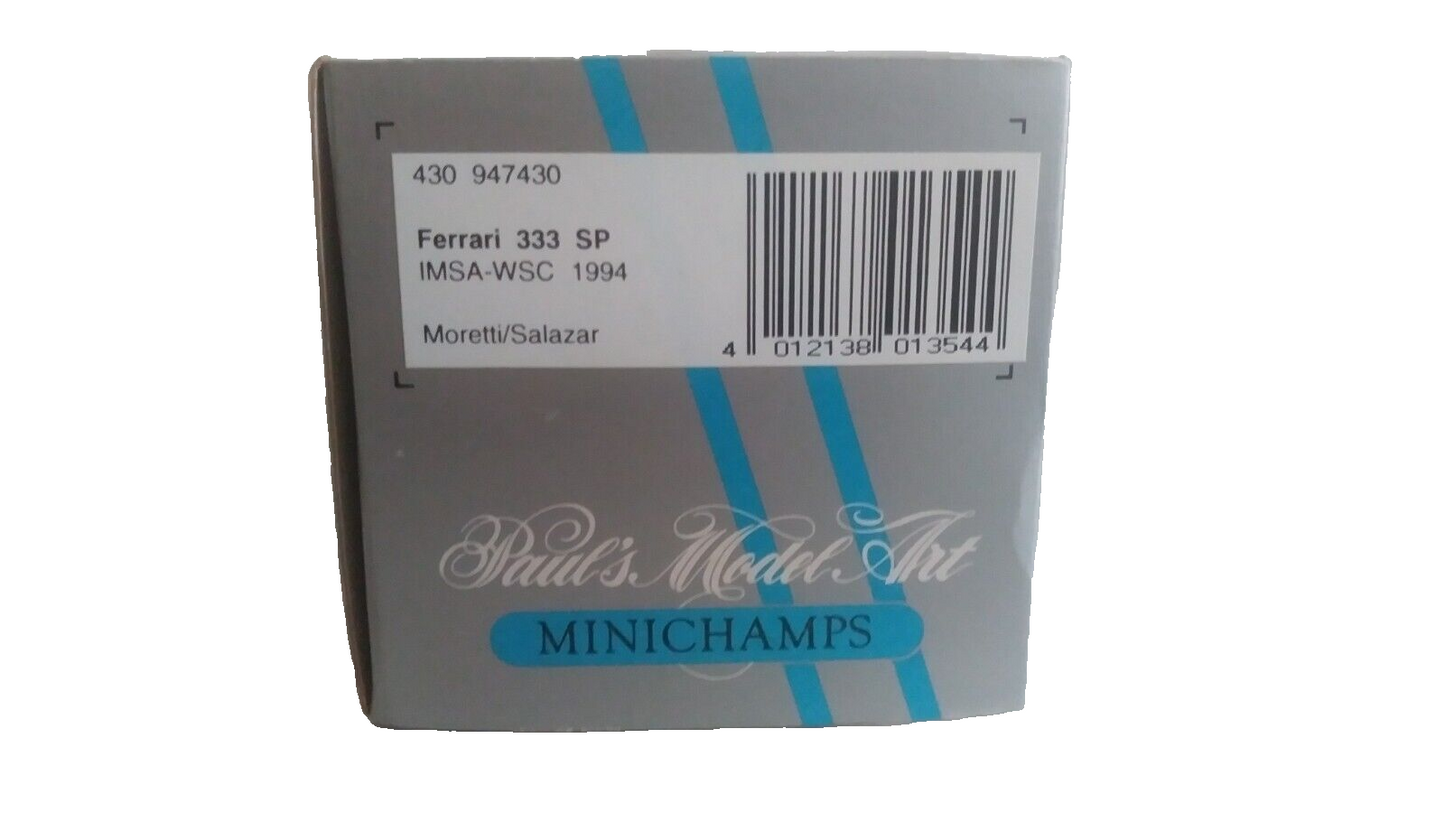 430 947430
Ferrari 333 SP
IMSA-WSC 1994
Moretti/Salazar
4 012138 013544
Paul's Model Art
MINICHAMPS